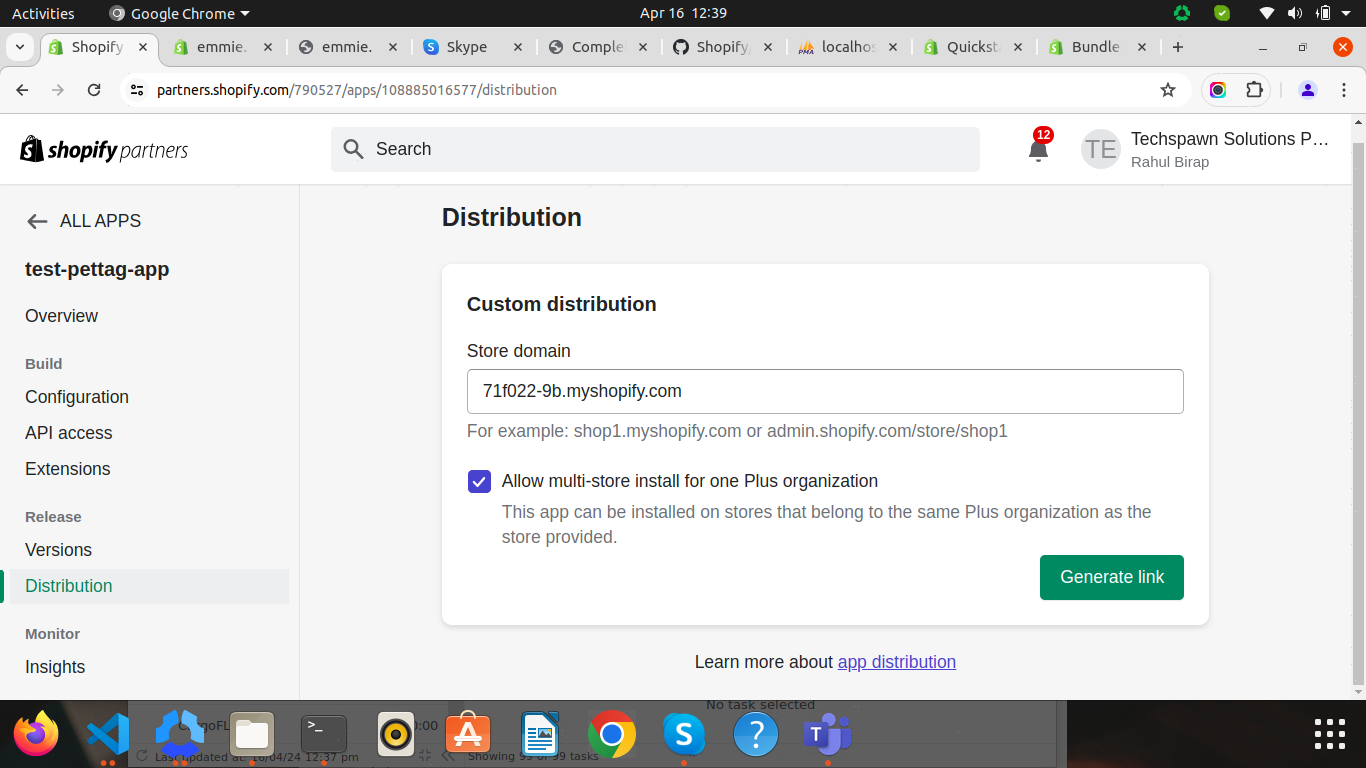 Activities
Google Chrome
Apr 16 12:39
Shopify
emmie.
emmie.
Skype
Comple
Shopify
localhos
Quicksta
Bundle
partners.shopify.com/790527/apps/108885016577/distribution
shopify partners
Search
12
TE
Techspawn Solutions P…
Rahul Birap
ALL APPS
test-pettag-app
Overview
Build
Configuration
API access
Extensions
Release
Versions
Distribution
Monitor
Insights
Distribution
Custom distribution
Store domain
71f022-9b.myshopify.com
For example: shop1.myshopify.com or admin.shopify.com/store/shop1
Allow multi-store install for one Plus organization
This app can be installed on stores that belong to the same Plus organization as the
store provided.
Generate link
Learn more about app distribution
No task selected
Last updated at: 16/04/24 12:37 pm
Showing 99 of 99 tasks